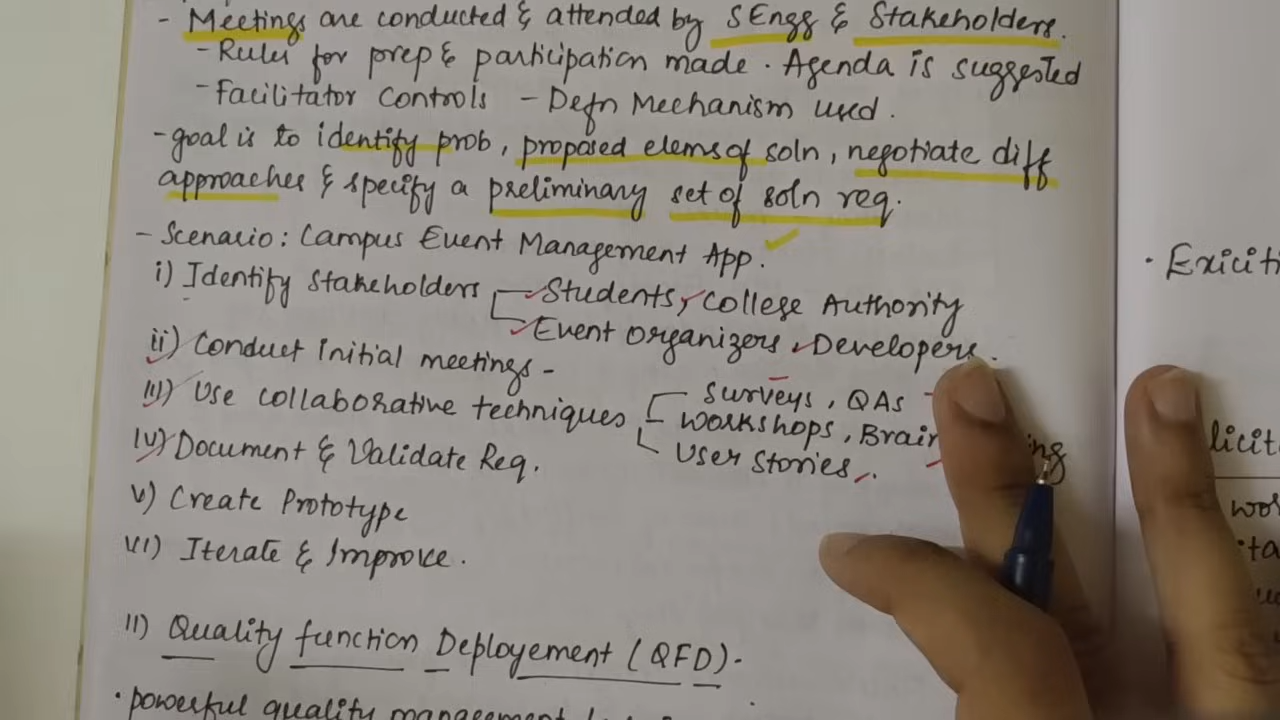 - Meetings are conducted & attended by SEngs & Stakeholders.
- Rules for prep & participation made. Agenda is suggested
- Facilitator Controls - Defn Mechanism used.
- goal is to identify prob, proposed elems of soln, negotiate diff
approaches & specify a preliminary set of soln req.
- Scenario: Campus Event Management App.
i) Identify Stakeholders
Students, College Authority
Event Organizers, Developers.
ii) Conduct initial meetings -
iii) Use collaborative techniques
Surveys, QAs
Workshops,
User Stories.
iv) Document & Validate Req.
v) Create Prototype
vi) Iterate & Improve.
II) Quality function Deployement (QFD).
• powerful quality management